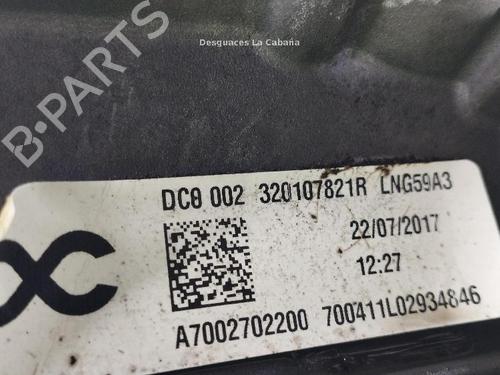 Desguaces La Cabaña
B-PARTS
DC0 002 320107821R LNG59A3
22/07/2017
12:27
A7002702200 700411L02934846